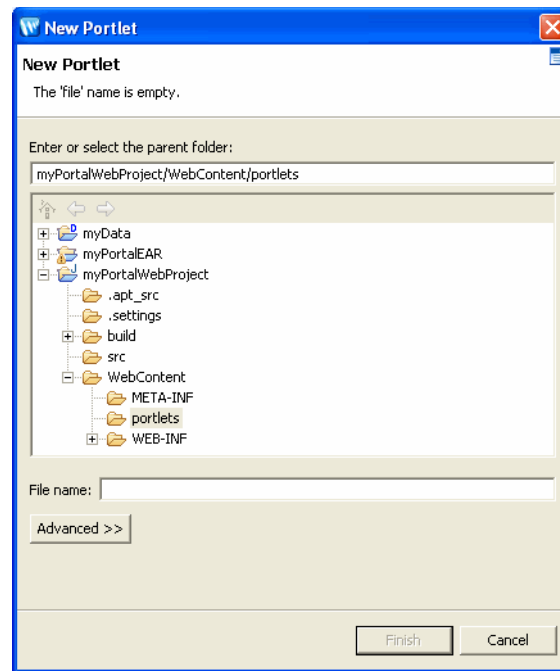 New Portlet
New Portlet
The 'file' name is empty.
Enter or select the parent folder:
myPortalWebProject/WebContent/portlets
myData
myPortalEAR
myPortalWebProject
.apt_src
.settings
build
src
WebContent
META-INF
portlets
WEB-INF
File name:
Advanced >>
Finish
Cancel